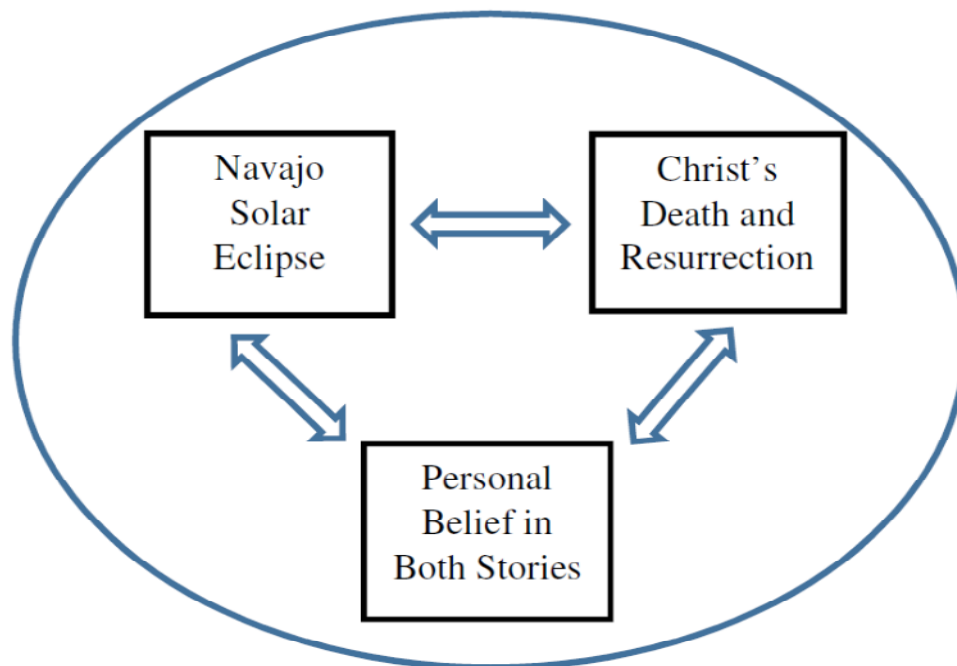 Navajo
Solar
Eclipse
Christ's
Death and
Resurrection
Personal
Belief in
Both Stories